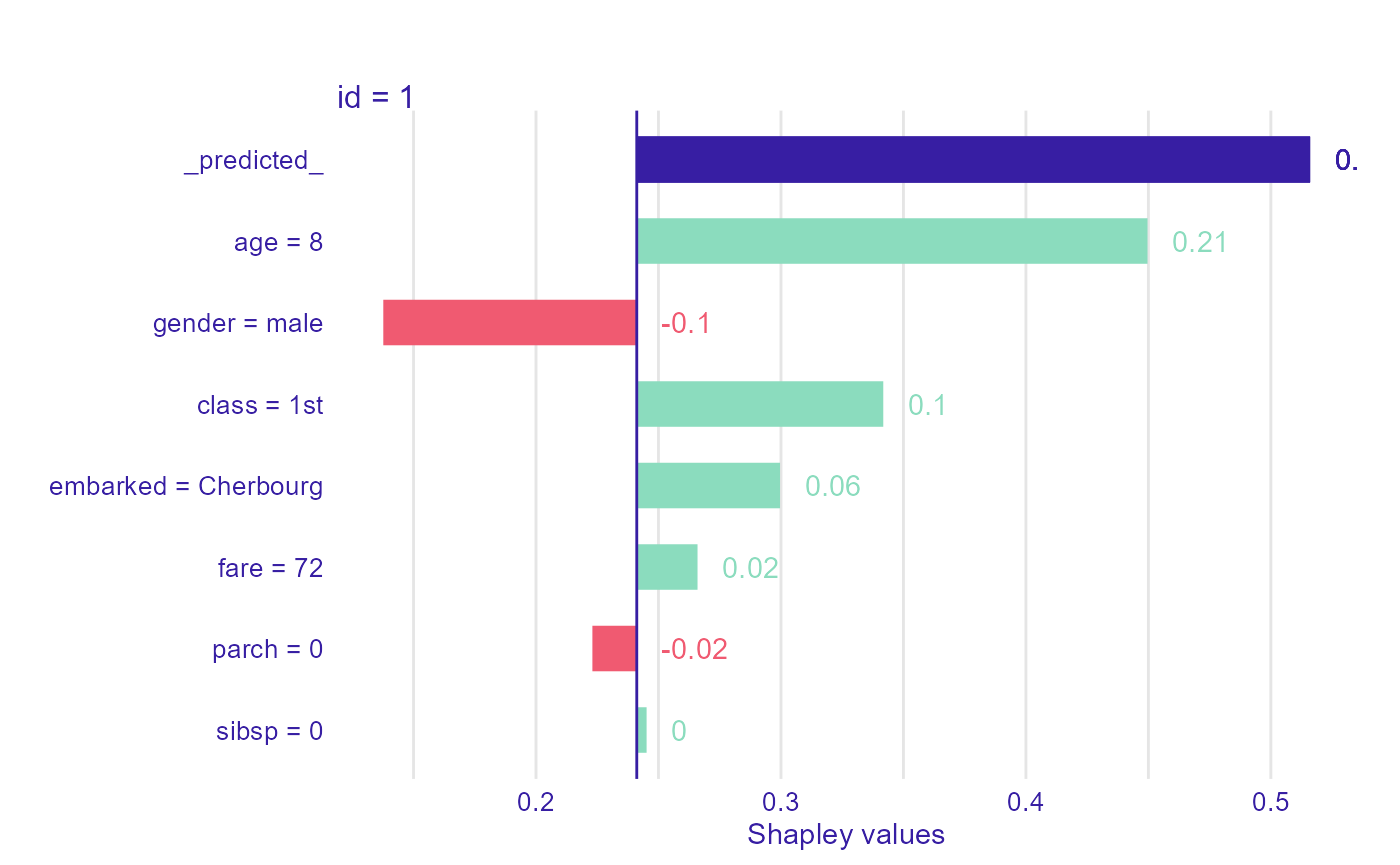 id = 1
_predicted_ 0.
age = 8 0.21
gender = male -0.1
class = 1st 0.1
embarked = Cherbourg 0.06
fare = 72 0.02
parch = 0 -0.02
sibsp = 0 0
0.2 0.3 0.4 0.5
Shapley values